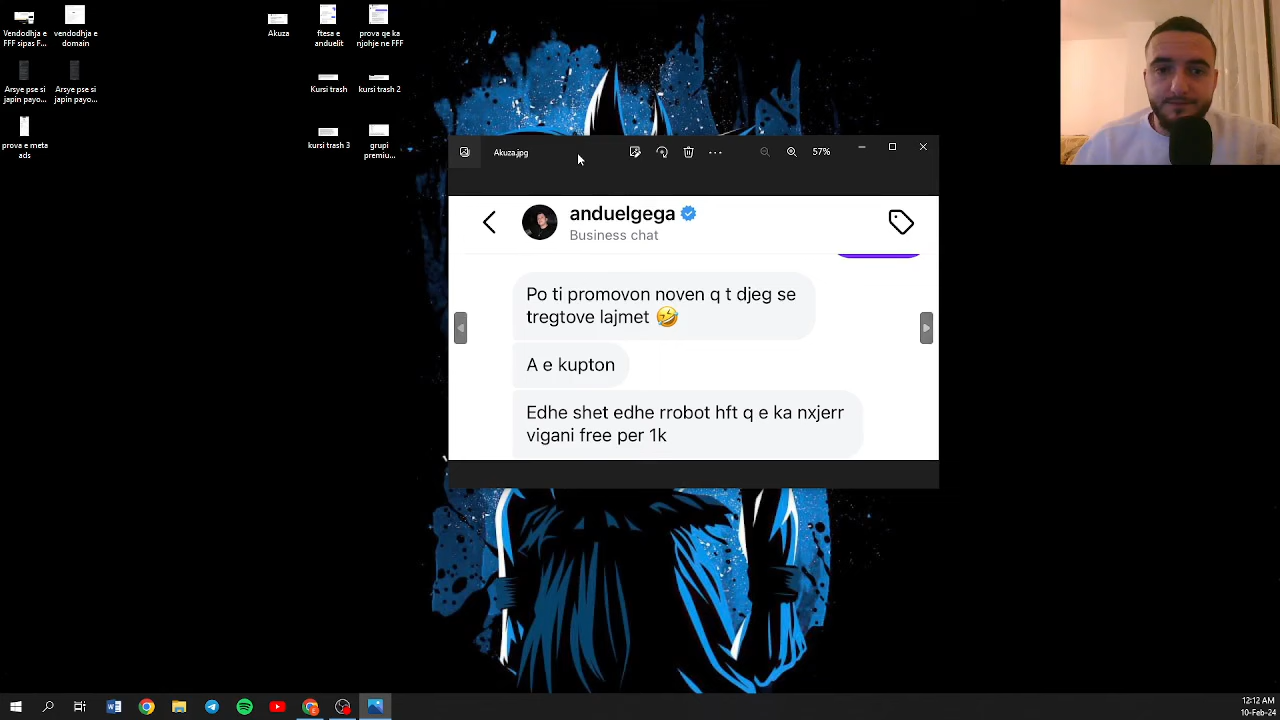 Vendodhja e
FFF sipas F...
vendodhja e
domain
Akuza
ftesa e
anduelit
prova qe ka
njohje ne FFF
Arsye pse si
japin payo...
Arsye pse si
japin payo...
Kursi trash
kursi trash 2
prova e meta
ads
kursi trash 3
grupi
premiu...
Akuza.jpg
57%
anduelgega
Business chat
Po ti promovon noven q t djeg se
tregtove lajmet 🤣
A e kupton
Edhe shet edhe rrobot hft q e ka nxjerr
vigani free per 1k
12:12 AM
10-Feb-24